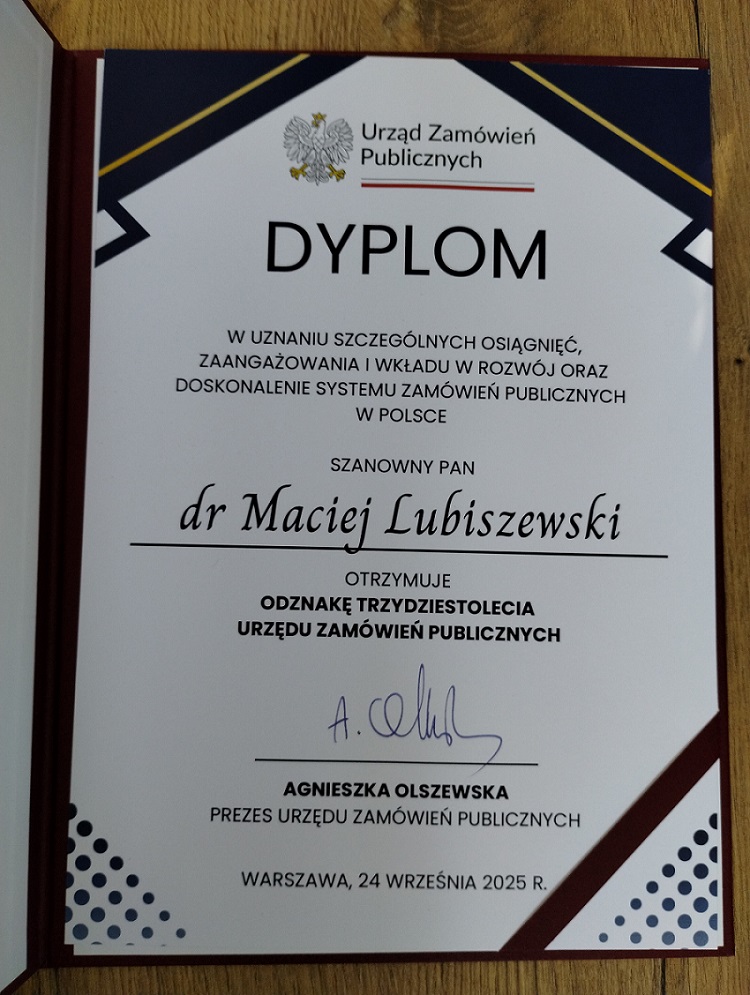 Urząd Zamówień
Publicznych
DYPLOM
W UZNANIU SZCZEGÓLNYCH OSIĄGNIĘĆ,
ZAANGAŻOWANIA I WKŁADU W ROZWÓJ ORAZ
DOSKONALENIE SYSTEMU ZAMÓWIEŃ PUBLICZNYCH
W POLSCE
SZANOWNY PAN
dr Maciej Lubiszewski
OTRZYMUJE
ODZNAKĘ TRZYDZIESTOLECIA
URZĘDU ZAMÓWIEŃ PUBLICZNYCH
A. Olszewska
AGNIESZKA OLSZEWSKA
PREZES URZĘDU ZAMÓWIEŃ PUBLICZNYCH
WARSZAWA, 24 WRZEŚNIA 2025 R.